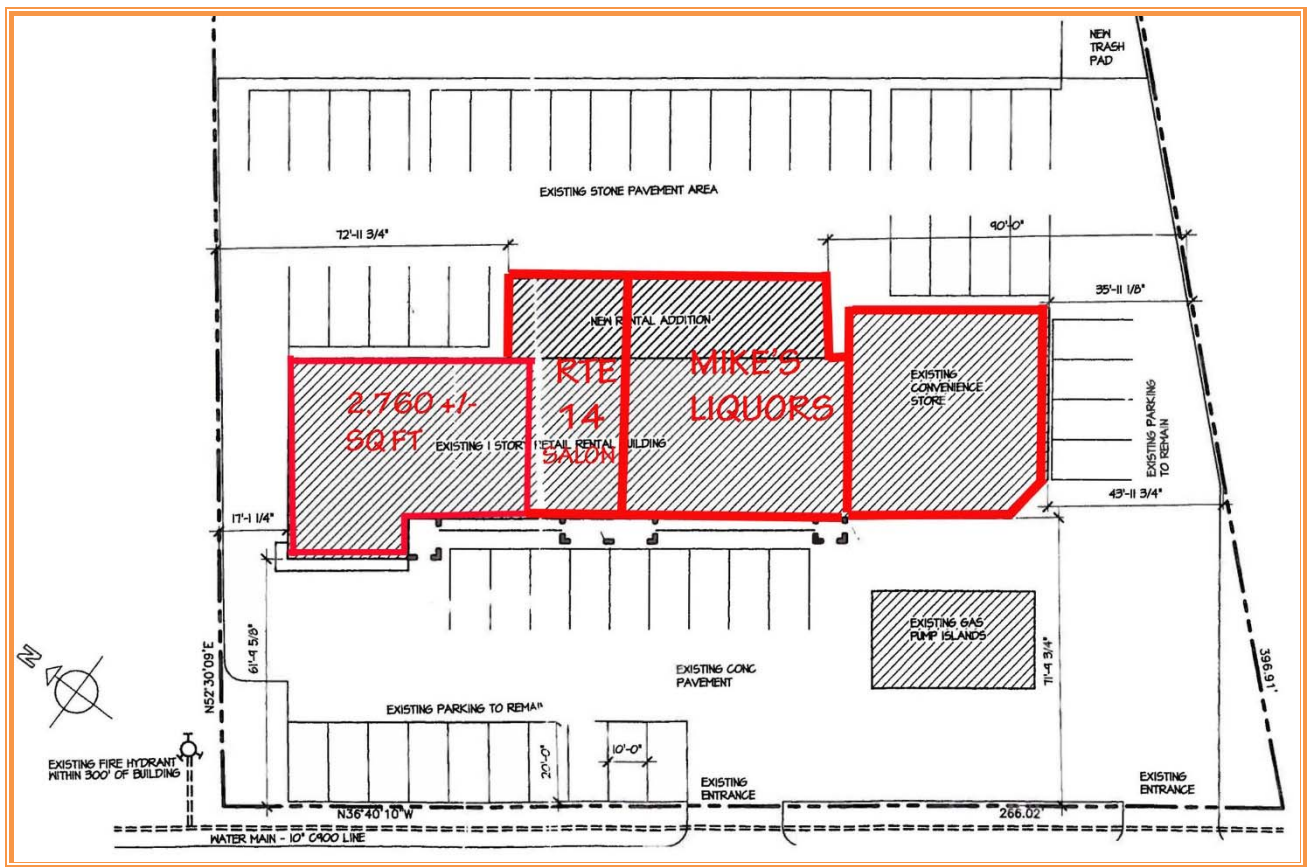 NEW
TRASH
PAD
EXISTING STONE PAVEMENT AREA
72'-11 3/4"
90'-0"
35'-11 1/8"
NEW RENTAL ADDITION
RTE
14
SALON
MIKE'S
LIQUORS
EXISTING
CONVENIENCE
STORE
2.760 +/-
SQ FT
EXISTING 1 STORY RETAIL RENTAL BUILDING
EXISTING PARKING
TO REMAIN
43'-11 3/4"
17'-1 1/4"
61'-9 5/8"
EXISTING GAS
PUMP ISLANDS
71'-9 3/4"
396.91'
N
N52°30'09"E
EXISTING CONC
PAVEMENT
EXISTING PARKING TO REMA
20'-0"
10'-0"
EXISTING FIRE HYDRANT
WITHIN 300' OF BUILDING
EXISTING
ENTRANCE
EXISTING
ENTRANCE
N36°40'10"W
266.02'
WATER MAIN - 10" C900 LINE